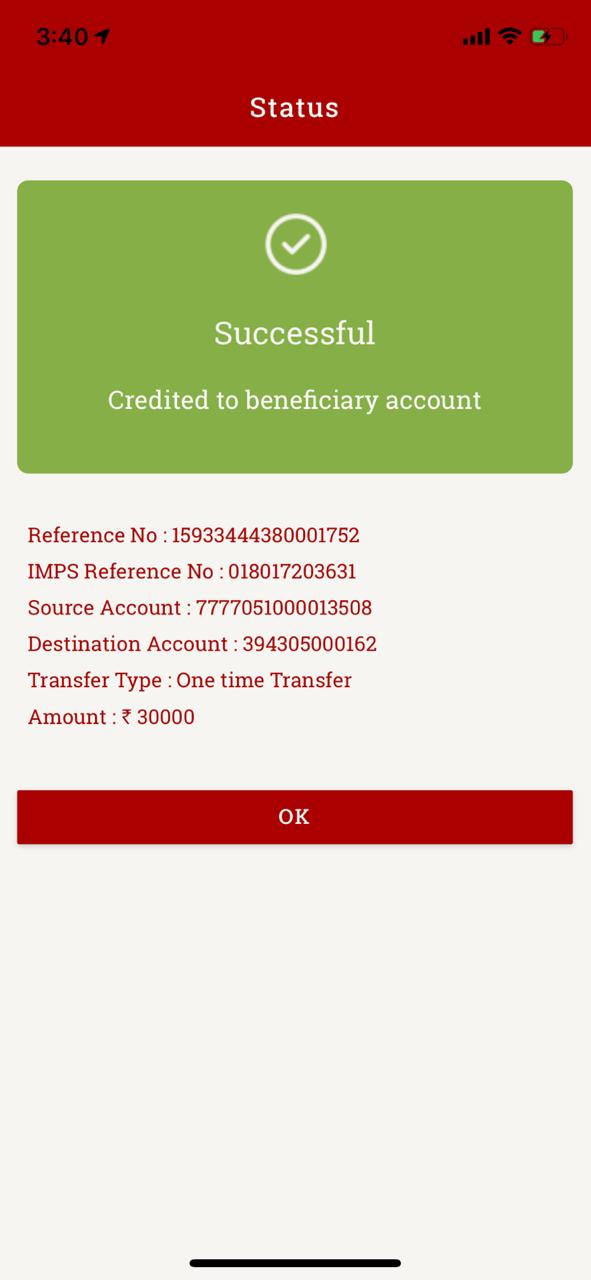 3:40
Status
Successful
Credited to beneficiary account
Reference No : 15933444380001752
IMPS Reference No : 018017203631
Source Account : 7777051000013508
Destination Account : 394305000162
Transfer Type : One time Transfer
Amount : ₹ 30000
OK